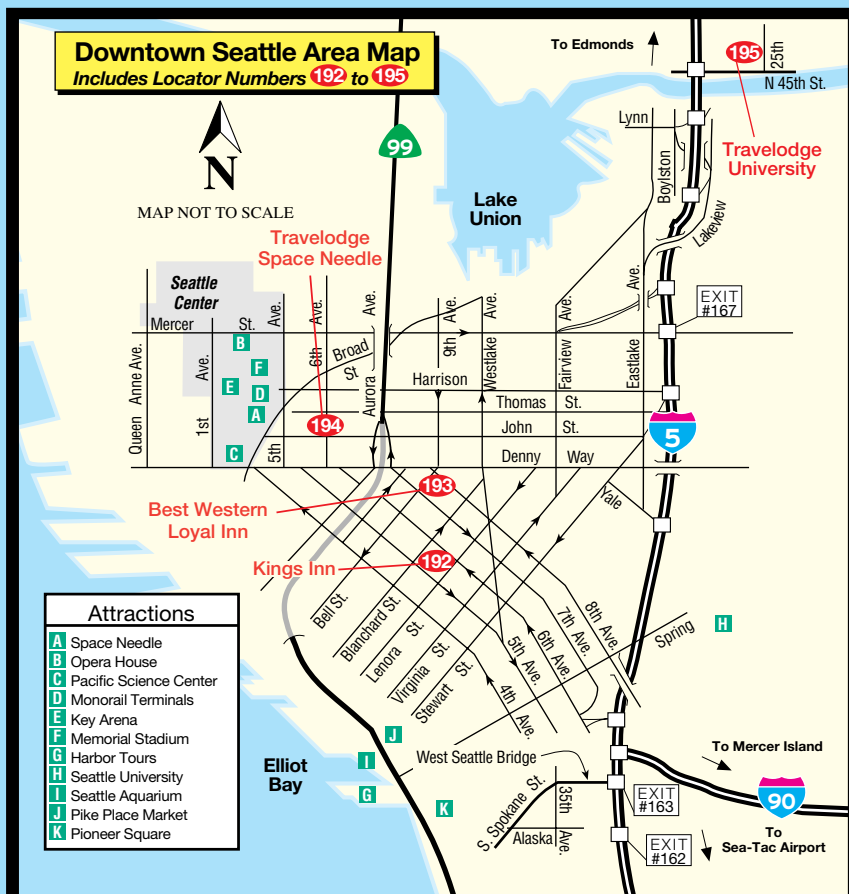 Downtown Seattle Area Map
Includes Locator Numbers 192 to 195
To Edmonds
195
25th
N 45th St.
99
N
MAP NOT TO SCALE
Lynn
Boylston
Travelodge
University
Lake
Union
Lakeview
Travelodge
Space Needle
Seattle
Center
EXIT
#167
Ave.
Ave.
Ave.
Ave.
Ave.
Ave.
Ave.
Mercer
St.
B
Broad
St
6th
9th
Westlake
Fairview
Eastlake
Queen Anne Ave.
1st
Ave.
F
E
D
A
C
Aurora
Harrison
Thomas St.
194
5th
John St.
5
Denny Way
193
Yale
Best Western
Loyal Inn
Kings Inn
192
Bell St.
Blanchard St.
Lenora St.
Virginia St.
Stewart St.
4th Ave.
5th Ave.
6th Ave.
7th Ave.
8th Ave.
Spring
H
Attractions
A Space Needle
B Opera House
C Pacific Science Center
D Monorail Terminals
E Key Arena
F Memorial Stadium
G Harbor Tours
H Seattle University
I Seattle Aquarium
J Pike Place Market
K Pioneer Square
J
I
G
K
Elliot
Bay
West Seattle Bridge
To Mercer Island
S. Spokane St.
35th
Ave.
Alaska
EXIT
#163
90
EXIT
#162
To
Sea-Tac Airport